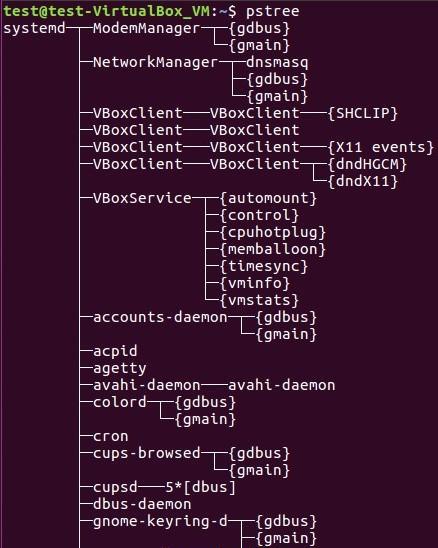 test@test-VirtualBox_VM:~$ pstree
systemd─┬─ModemManager─┬─{gdbus}
        │              └─{gmain}
        ├─NetworkManager─┬─dnsmasq
        │                ├─{gdbus}
        │                └─{gmain}
        ├─VBoxClient───VBoxClient───{SHCLIP}
        ├─VBoxClient───VBoxClient
        ├─VBoxClient───VBoxClient───{X11 events}
        ├─VBoxClient───VBoxClient─┬─{dndHGCM}
        │                         └─{dndX11}
        ├─VBoxService─┬─{automount}
        │             ├─{control}
        │             ├─{cpuhotplug}
        │             ├─{memballoon}
        │             ├─{timesync}
        │             ├─{vminfo}
        │             └─{vmstats}
        ├─accounts-daemon─┬─{gdbus}
        │                 └─{gmain}
        ├─acpid
        ├─agetty
        ├─avahi-daemon───avahi-daemon
        ├─colord─┬─{gdbus}
        │        └─{gmain}
        ├─cron
        ├─cups-browsed─┬─{gdbus}
        │              └─{gmain}
        ├─cupsd───5*[dbus]
        ├─dbus-daemon
        ├─gnome-keyring-d─┬─{gdbus}
        │                 ├─{gmain}